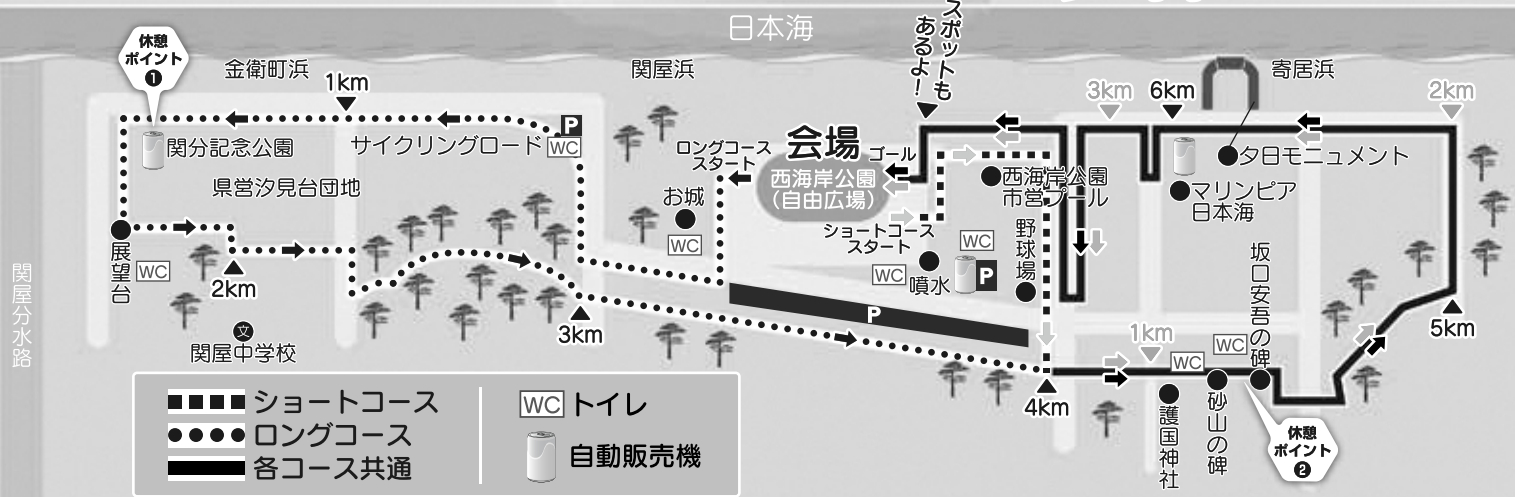 日本海
スポットも
あるよ!
休憩
ポイント
❶
金衛町浜
関屋浜
寄居浜
1km
3km
6km
2km
P
WC
サイクリングロード
関分記念公園
県営汐見台団地
ロングコース
スタート
会場
西海岸公園
(自由広場)
ゴール
お城
WC
ショートコース
スタート
西海岸公園
市営プール
野球場
WC
WC
噴水
P
夕日モニュメント
マリンピア
日本海
坂口安吾の碑
展望台
WC
2km
関屋分水路
文
関屋中学校
3km
P
4km
1km
WC
WC
5km
護国神社
砂山の碑
休憩
ポイント
❷
ショートコース
ロングコース
各コース共通
WC トイレ
自動販売機